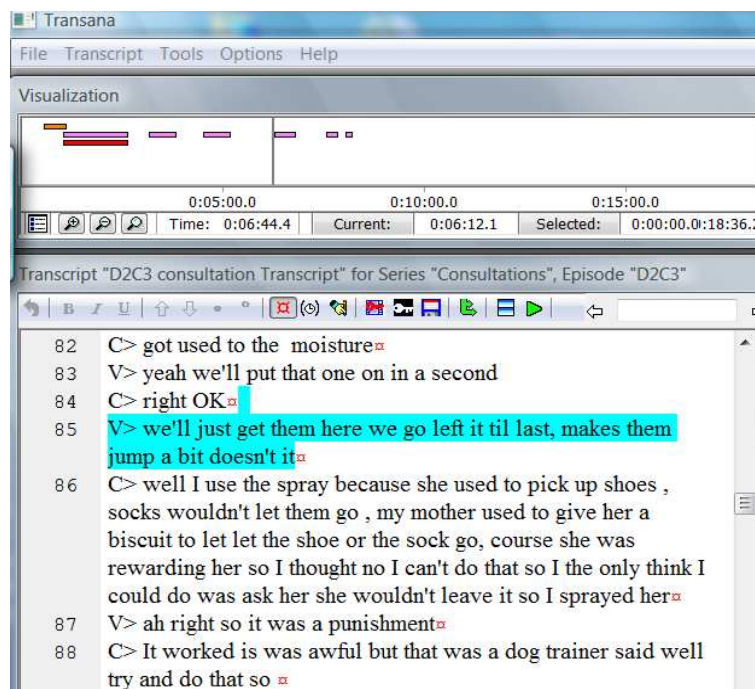 Transana
File Transcript Tools Options Help
Visualization
0:05:00.0 0:10:00.0 0:15:00.0
Time: 0:06:44.4 Current: 0:06:12.1 Selected: 0:00:00.0 0:18:36.2
Transcript "D2C3 consultation Transcript" for Series "Consultations", Episode "D2C3"
B I U
82 C> got used to the moisture¤
83 V> yeah we'll put that one on in a second
84 C> right OK¤
85 V> we'll just get them here we go left it til last, makes them
jump a bit doesn't it¤
86 C> well I use the spray because she used to pick up shoes ,
socks wouldn't let them go , my mother used to give her a
biscuit to let let the shoe or the sock go, course she was
rewarding her so I thought no I can't do that so I the only think I
could do was ask her she wouldn't leave it so I sprayed her¤
87 V> ah right so it was a punishment¤
88 C> It worked is was awful but that was a dog trainer said well
try and do that so ¤